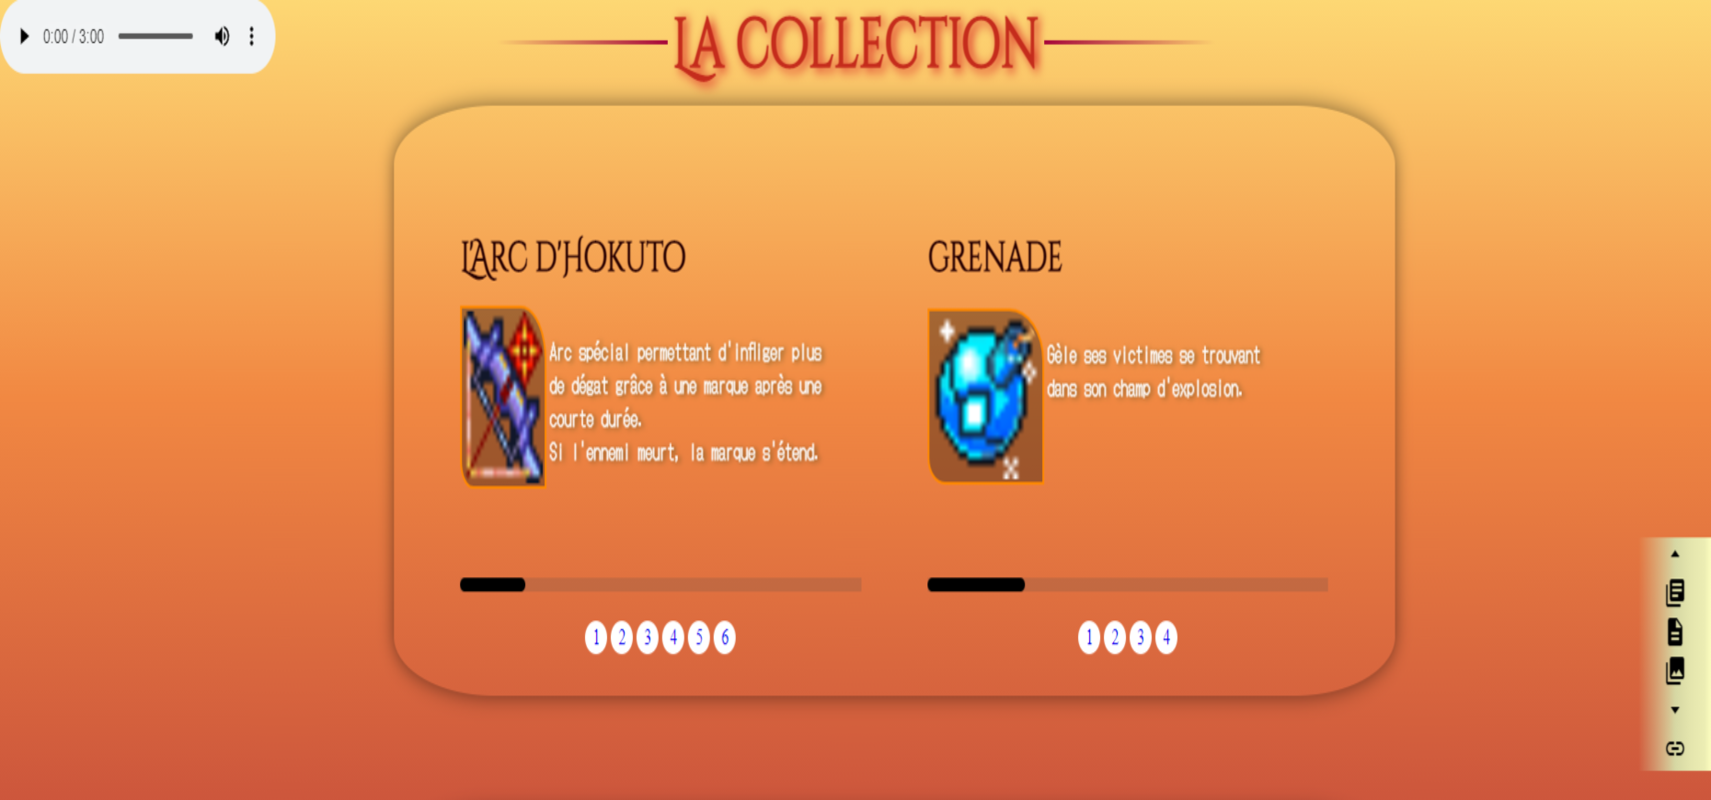 0:00 / 3:00
LA COLLECTION
L'ARC D'HOKUTO
Arc spécial permettant d'infliger plus
de dégat grâce à une marque après une
courte durée.
Si l'ennemi meurt, la marque s'étend.
1 2 3 4 5 6
GRENADE
Gèle ses victimes se trouvant
dans son champ d'explosion.
1 2 3 4